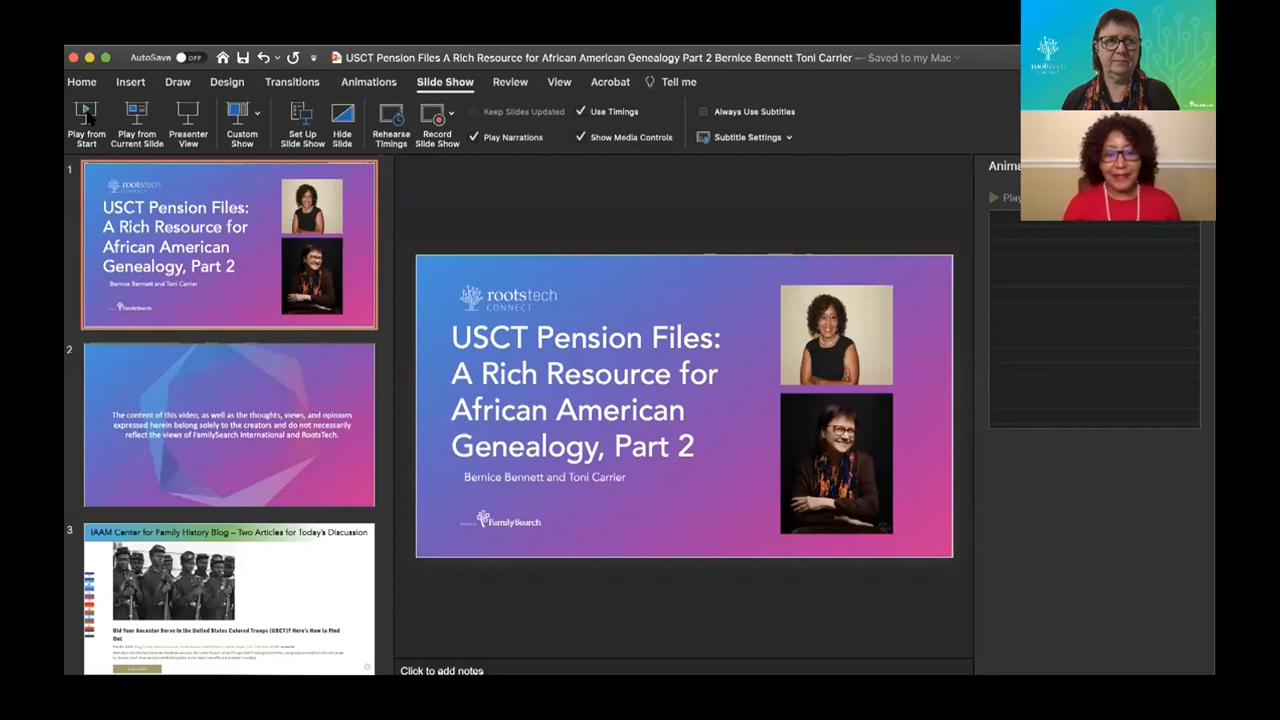 AutoSave OFF
USCT Pension Files A Rich Resource for African American Genealogy Part 2 Bernice Bennett Toni Carrier — Saved to my Mac
Home Insert Draw Design Transitions Animations Slide Show Review View Acrobat Tell me
Play from Start
Play from Current Slide
Presenter View
Custom Show
Set Up Slide Show
Hide Slide
Rehearse Timings
Record Slide Show
Keep Slides Updated
Play Narrations
Use Timings
Show Media Controls
Always Use Subtitles
Subtitle Settings
1
rootstech
CONNECT
USCT Pension Files:
A Rich Resource for
African American
Genealogy, Part 2
Bernice Bennett and Toni Carrier
FamilySearch
2
The content of this video, as well as the thoughts, views, and opinions
expressed herein belong solely to the creators and do not necessarily
reflect the views of FamilySearch International and RootsTech.
3
IAAM Center for Family History Blog – Two Articles for Today's Discussion
Did Your Ancestor Serve in the United States Colored Troops (USCT)? Here's How to Find
Out
rootstech
CONNECT
USCT Pension Files:
A Rich Resource for
African American
Genealogy, Part 2
Bernice Bennett and Toni Carrier
FamilySearch
Click to add notes
Anima
Play
rootstech
CONNECT